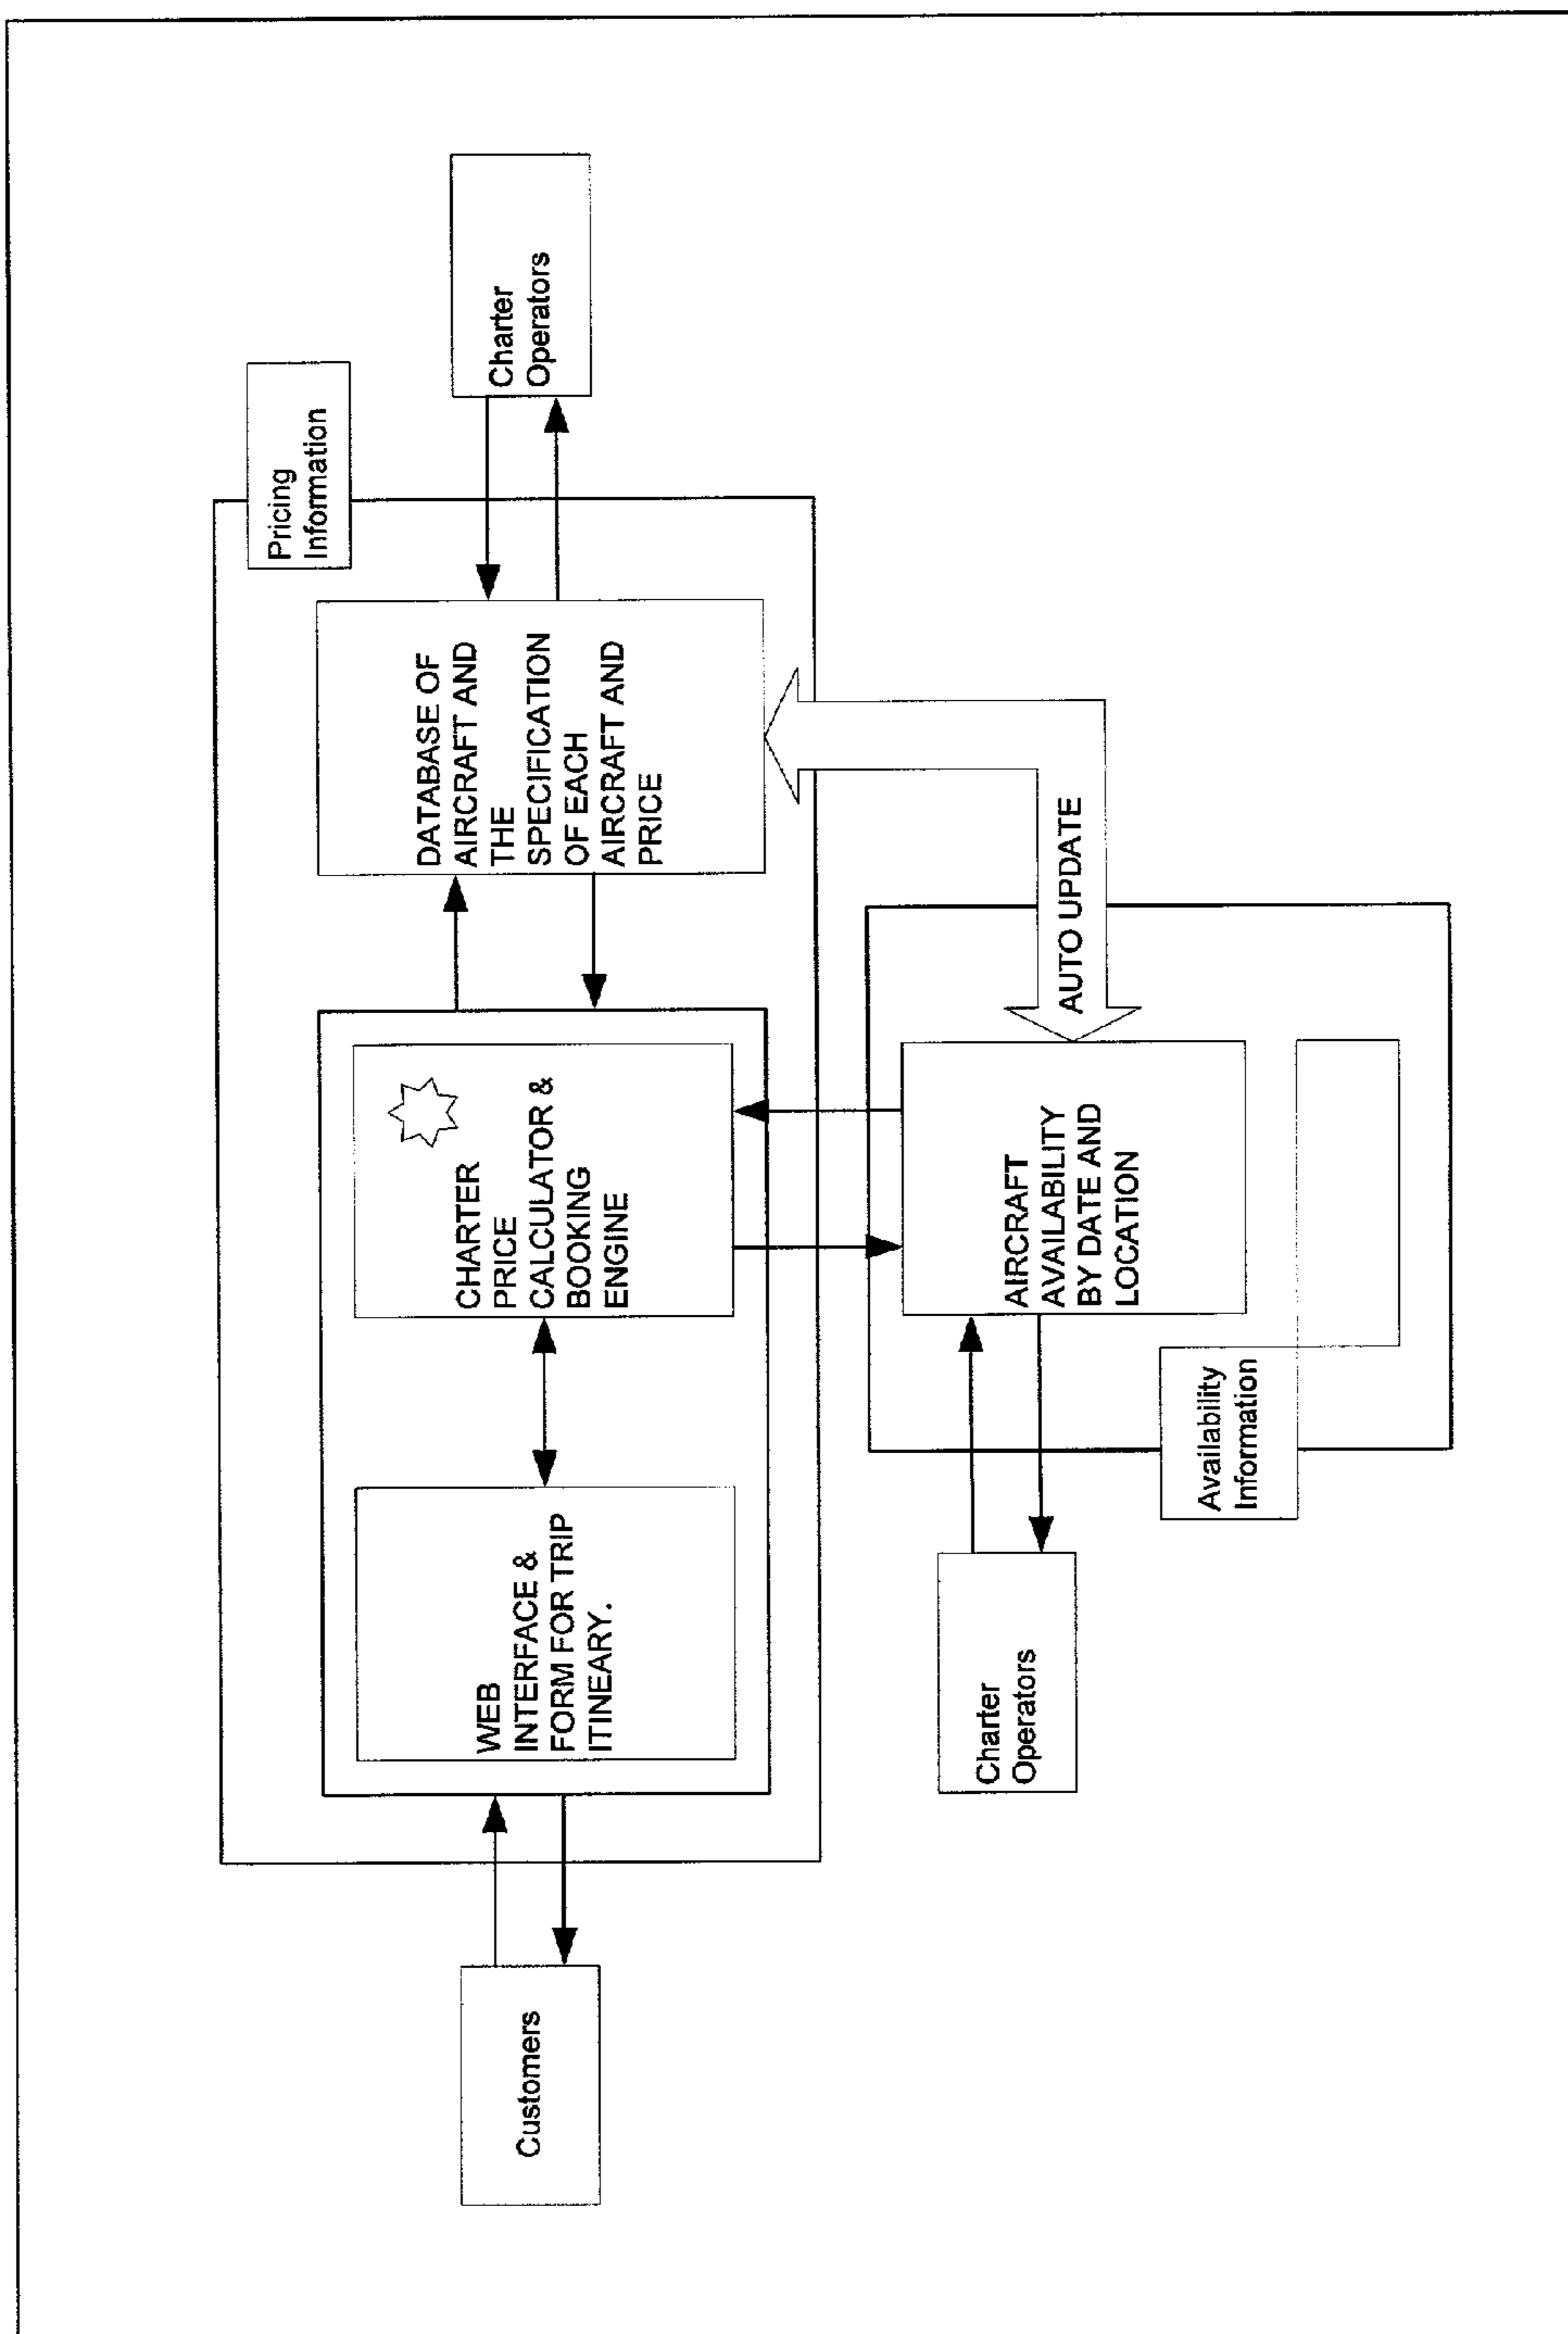 Customers
WEB
INTERFACE &
FORM FOR TRIP
ITINEARY.
CHARTER
PRICE
CALCULATOR &
BOOKING
ENGINE
DATABASE OF
AIRCRAFT AND
THE
SPECIFICATION
OF EACH
AIRCRAFT AND
PRICE
Pricing
Information
Charter
Operators
Charter
Operators
Availability
Information
AIRCRAFT
AVAILABILITY
BY DATE AND
LOCATION
AUTO UPDATE